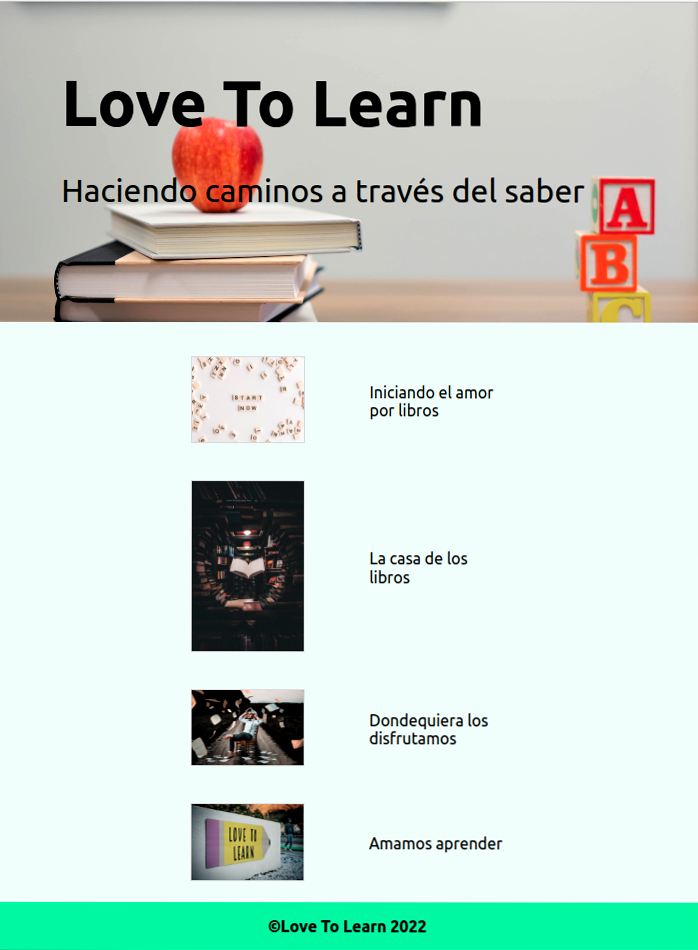 Love To Learn
Haciendo caminos a través del saber
A
B
C
START
NOW
Iniciando el amor
por libros
La casa de los
libros
Dondequiera los
disfrutamos
LOVE TO
LEARN
Amamos aprender
©Love To Learn 2022